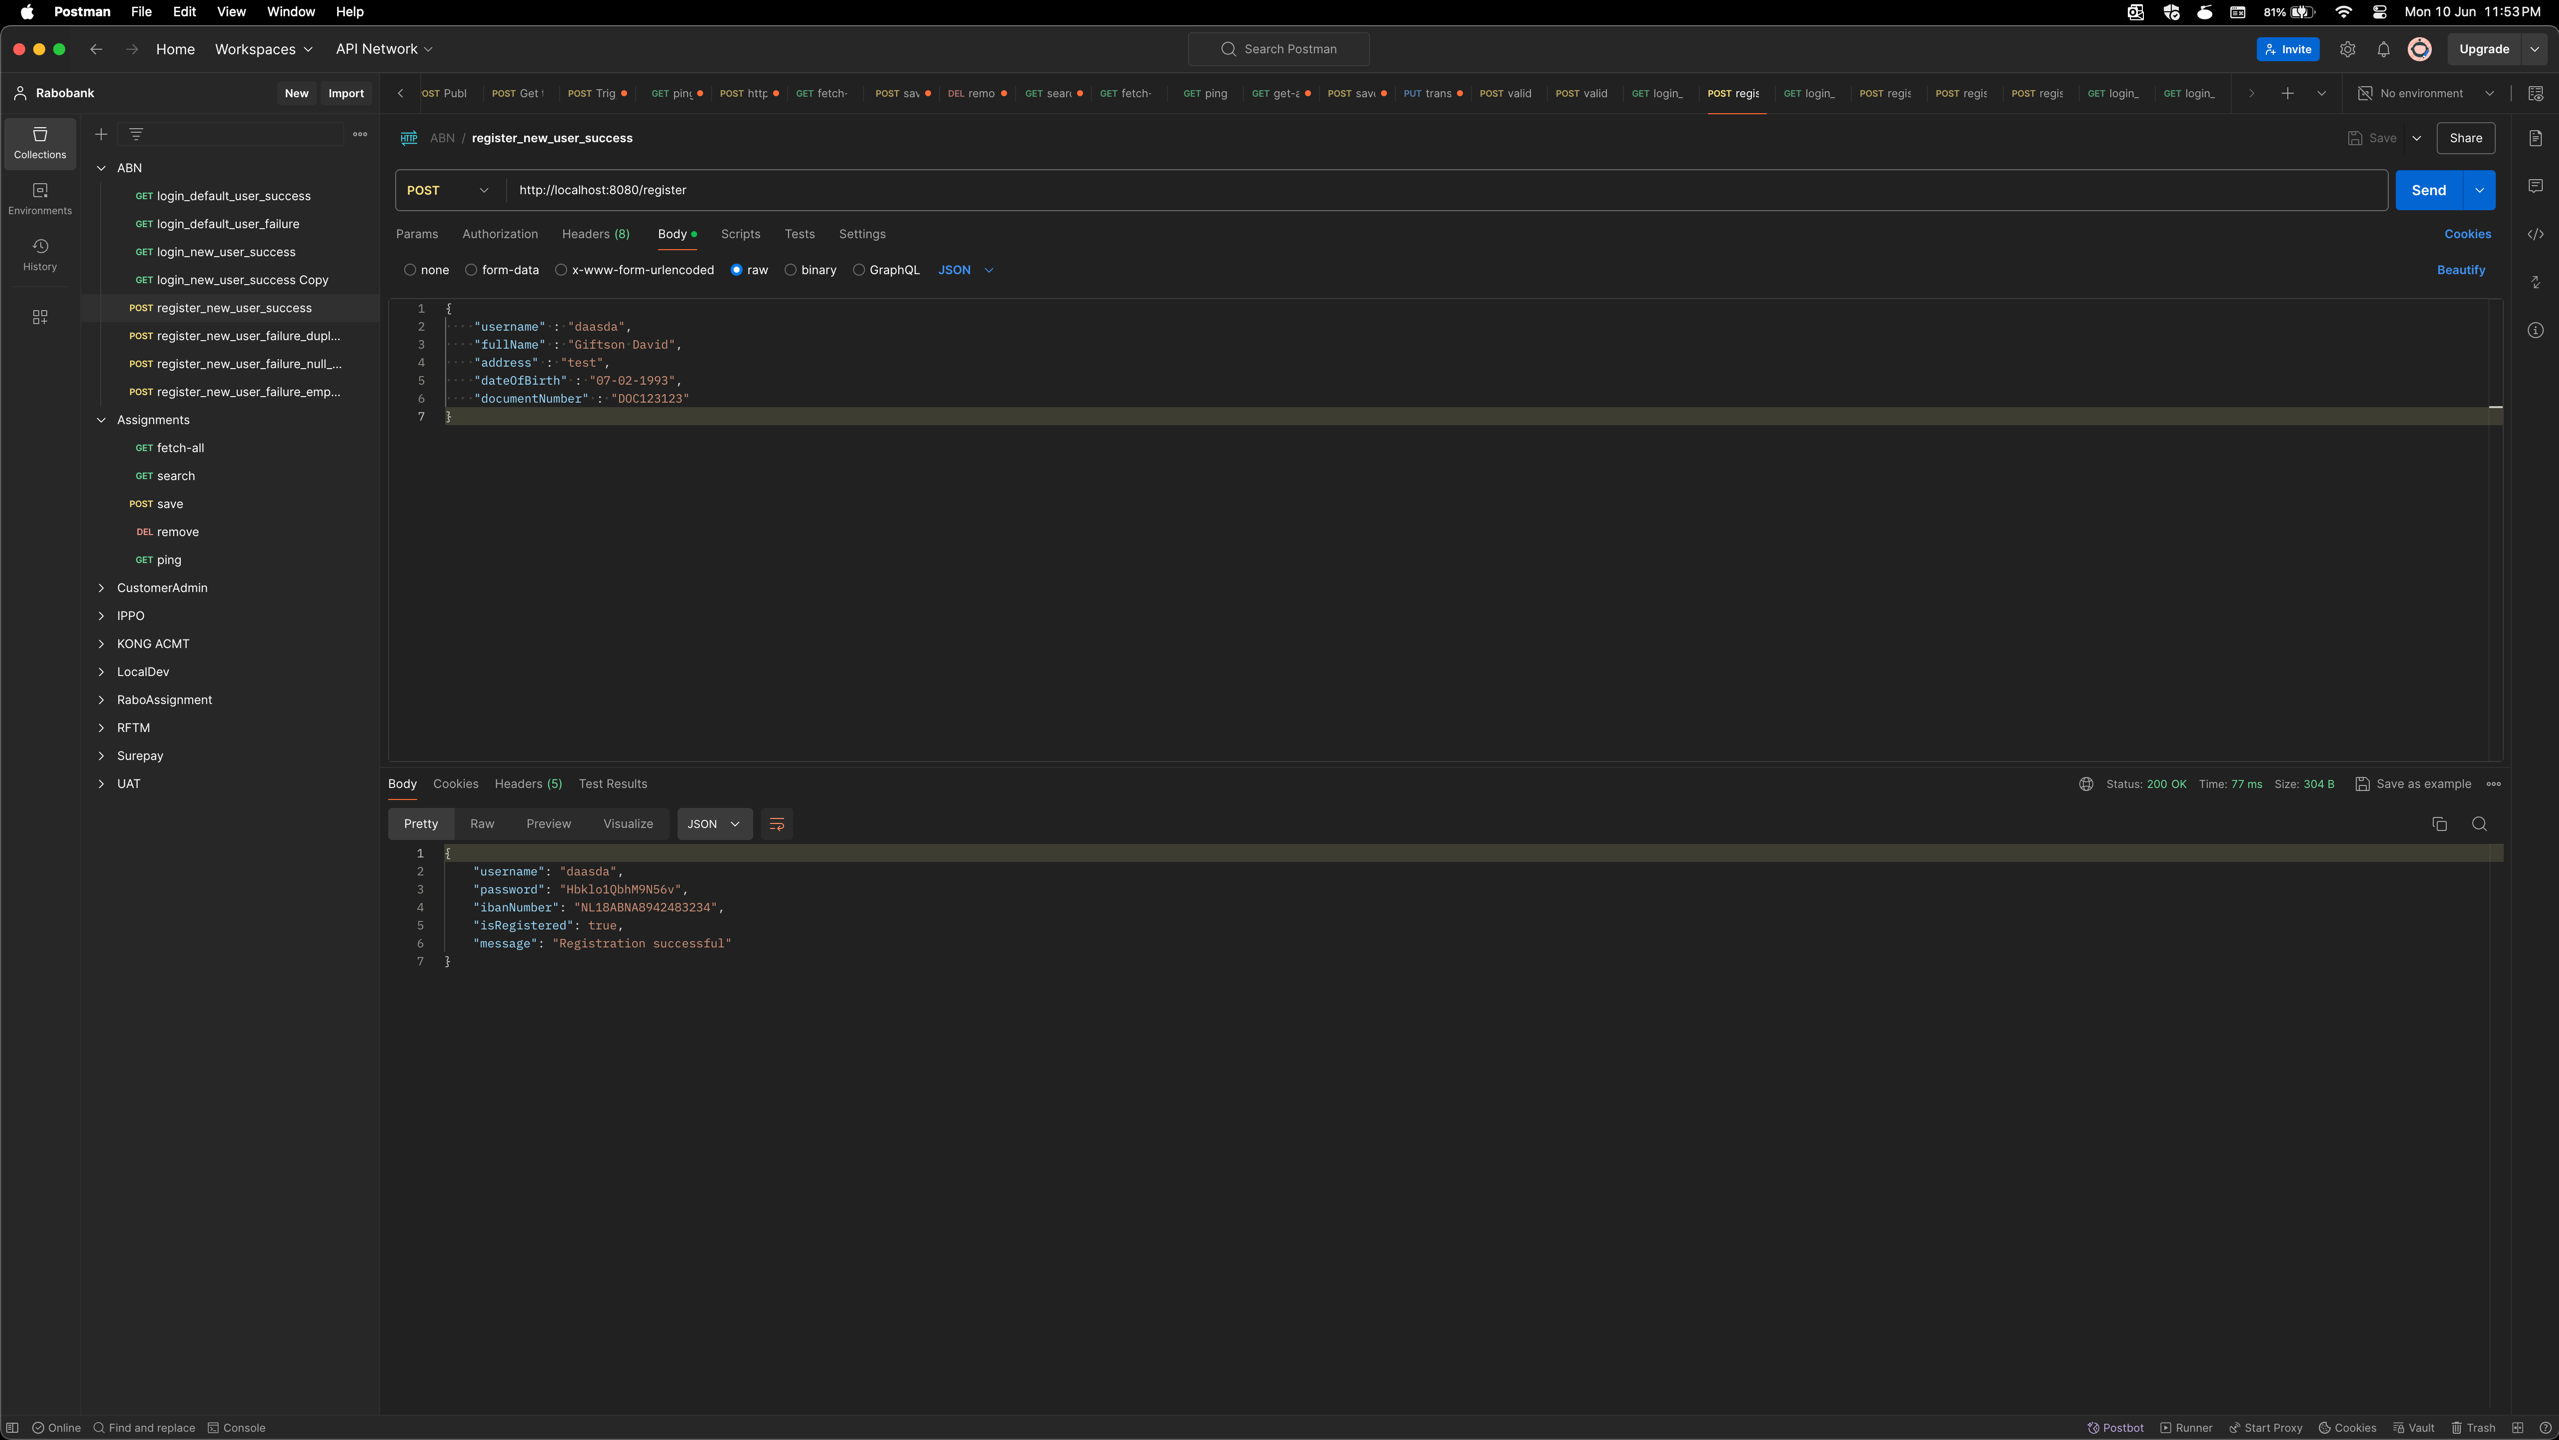 Postman File Edit View Window Help
81% Mon 10 Jun 11:53 PM
Home Workspaces API Network
Search Postman
Invite Upgrade
Rabobank New Import
OST Publ POST Get POST Trig GET ping POST http GET fetch- POST sav DEL remo GET sear GET fetch- GET ping GET get-a POST save PUT trans POST valid POST valid GET login_ POST regis GET login_ POST regis POST regis POST regis GET login_ GET login_
No environment
Collections
Environments
History
ABN
GET login_default_user_success
GET login_default_user_failure
GET login_new_user_success
GET login_new_user_success Copy
POST register_new_user_success
POST register_new_user_failure_dupl...
POST register_new_user_failure_null_...
POST register_new_user_failure_emp...
Assignments
GET fetch-all
GET search
POST save
DEL remove
GET ping
CustomerAdmin
IPPO
KONG ACMT
LocalDev
RaboAssignment
RFTM
Surepay
UAT
HTTP ABN / register_new_user_success
Save Share
POST http://localhost:8080/register
Send
Params Authorization Headers (8) Body Scripts Tests Settings
Cookies
none form-data x-www-form-urlencoded raw binary GraphQL JSON
Beautify
1 {
2 "username" : "daasda",
3 "fullName" : "Giftson David",
4 "address" : "test",
5 "dateOfBirth" : "07-02-1993",
6 "documentNumber" : "DOC123123"
7 }
Body Cookies Headers (5) Test Results
Status: 200 OK Time: 77 ms Size: 304 B Save as example
Pretty Raw Preview Visualize JSON
1 {
2 "username": "daasda",
3 "password": "Hbklo1QbhM9N56v",
4 "ibanNumber": "NL18ABNA8942483234",
5 "isRegistered": true,
6 "message": "Registration successful"
7 }
Online Find and replace Console
Postbot Runner Start Proxy Cookies Vault Trash